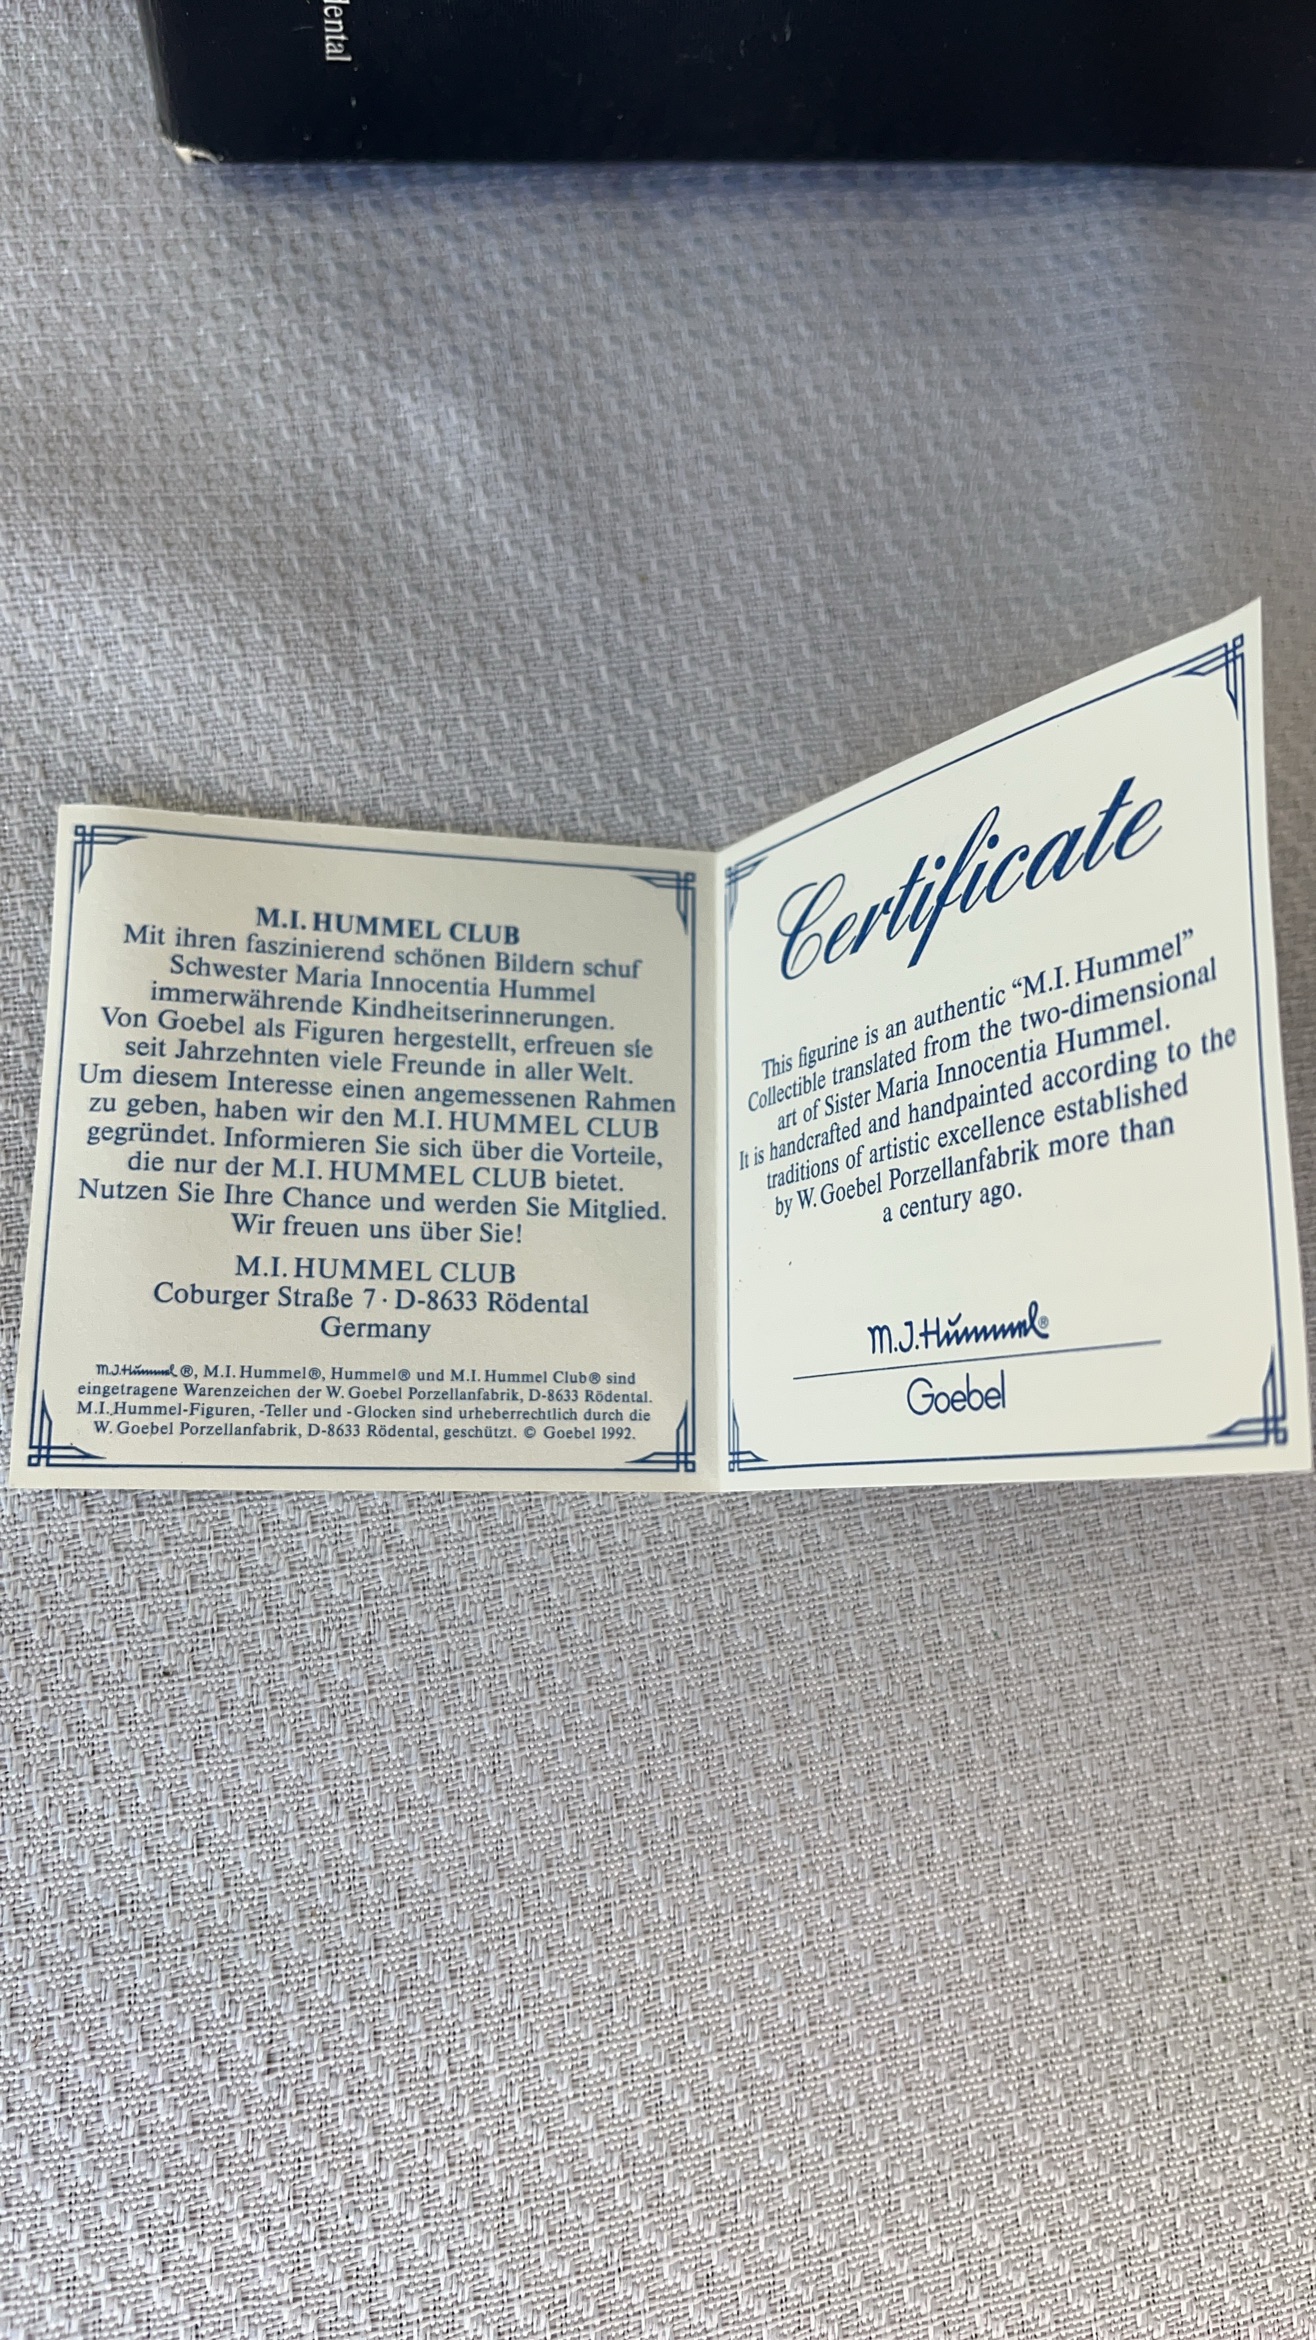 dental
M.I. HUMMEL CLUB
Mit ihren faszinierend schönen Bildern schuf
Schwester Maria Innocentia Hummel
immerwährende Kindheitserinnerungen.
Von Goebel als Figuren hergestellt, erfreuen sie
seit Jahrzehnten viele Freunde in aller Welt.
Um diesem Interesse einen angemessenen Rahmen
zu geben, haben wir den M.I. HUMMEL CLUB
gegründet. Informieren Sie sich über die Vorteile,
die nur der M.I. HUMMEL CLUB bietet.
Nutzen Sie Ihre Chance und werden Sie Mitglied.
Wir freuen uns über Sie!
M.I. HUMMEL CLUB
Coburger Straße 7 · D-8633 Rödental
Germany
M.J.Hummel ®, M.I. Hummel®, Hummel® und M.I. Hummel Club® sind
eingetragene Warenzeichen der W. Goebel Porzellanfabrik, D-8633 Rödental.
M.I. Hummel-Figuren, -Teller und -Glocken sind urheberrechtlich durch die
W. Goebel Porzellanfabrik, D-8633 Rödental, geschützt. © Goebel 1992.
Certificate
This figurine is an authentic “M.I. Hummel”
Collectible translated from the two-dimensional
art of Sister Maria Innocentia Hummel.
It is handcrafted and handpainted according to the
traditions of artistic excellence established
by W. Goebel Porzellanfabrik more than
a century ago.
M.J.Hummel®
Goebel